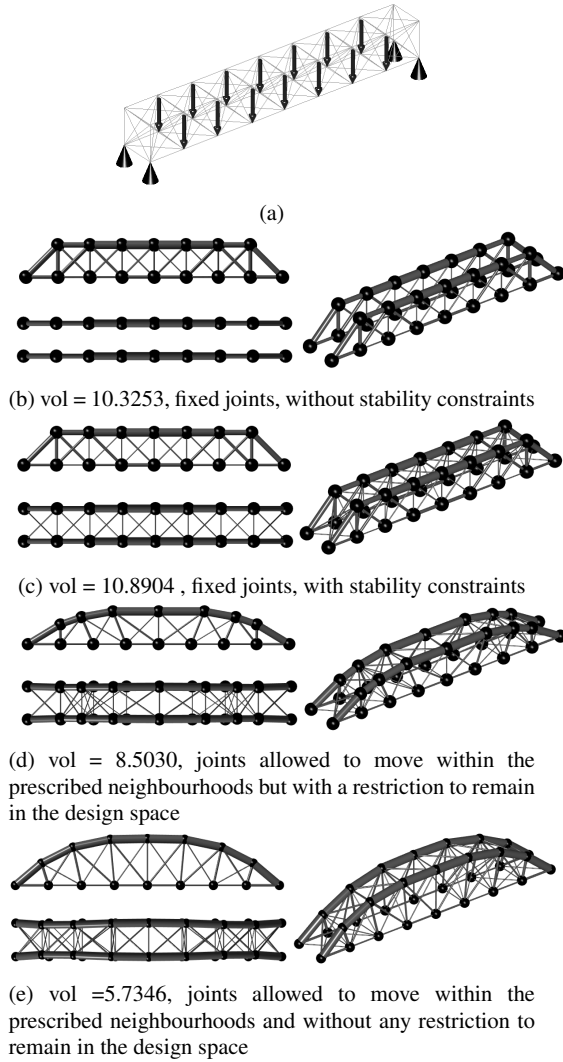 (a)
(b) vol = 10.3253, fixed joints, without stability constraints
(c) vol = 10.8904 , fixed joints, with stability constraints
(d) vol = 8.5030, joints allowed to move within the
prescribed neighbourhoods but with a restriction to remain
in the design space
(e) vol =5.7346, joints allowed to move within the
prescribed neighbourhoods and without any restriction to
remain in the design space